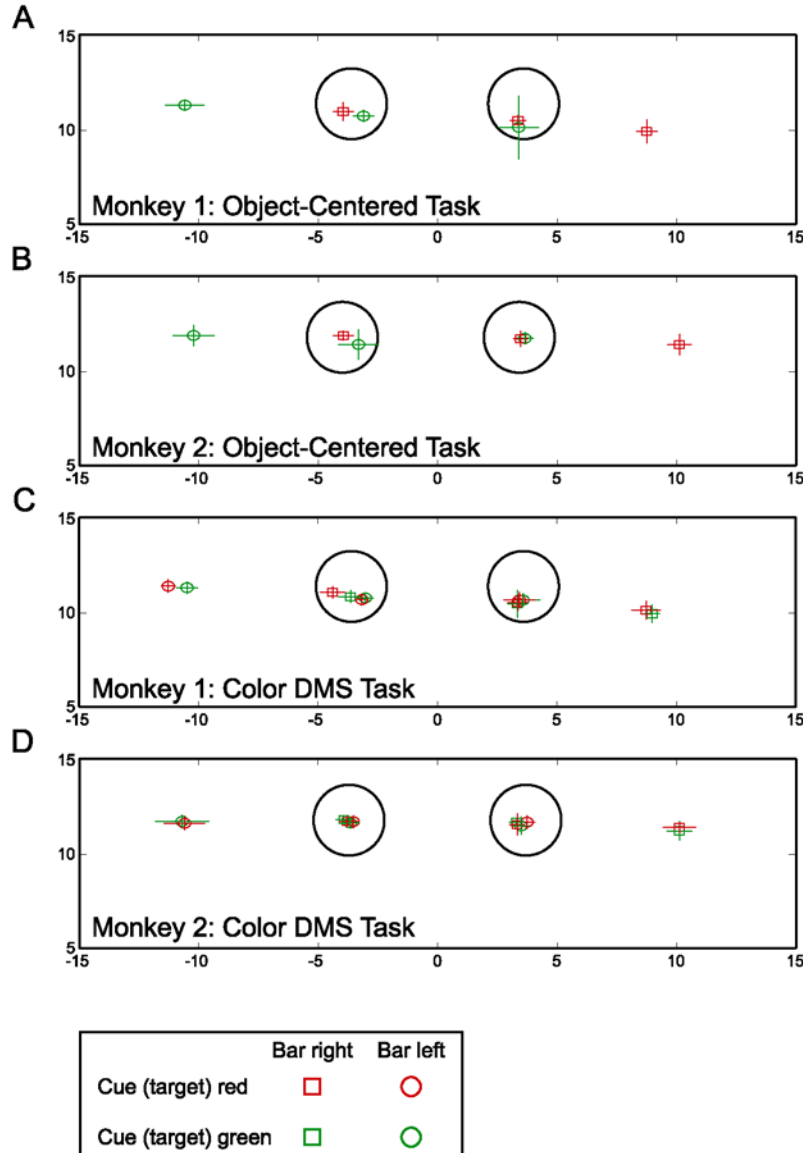 A
15
10
5
-15 -10 -5 0 5 10 15
Monkey 1: Object-Centered Task
B
15
10
5
-15 -10 -5 0 5 10 15
Monkey 2: Object-Centered Task
C
15
10
5
-15 -10 -5 0 5 10 15
Monkey 1: Color DMS Task
D
15
10
5
-15 -10 -5 0 5 10 15
Monkey 2: Color DMS Task
Bar right Bar left
Cue (target) red
Cue (target) green